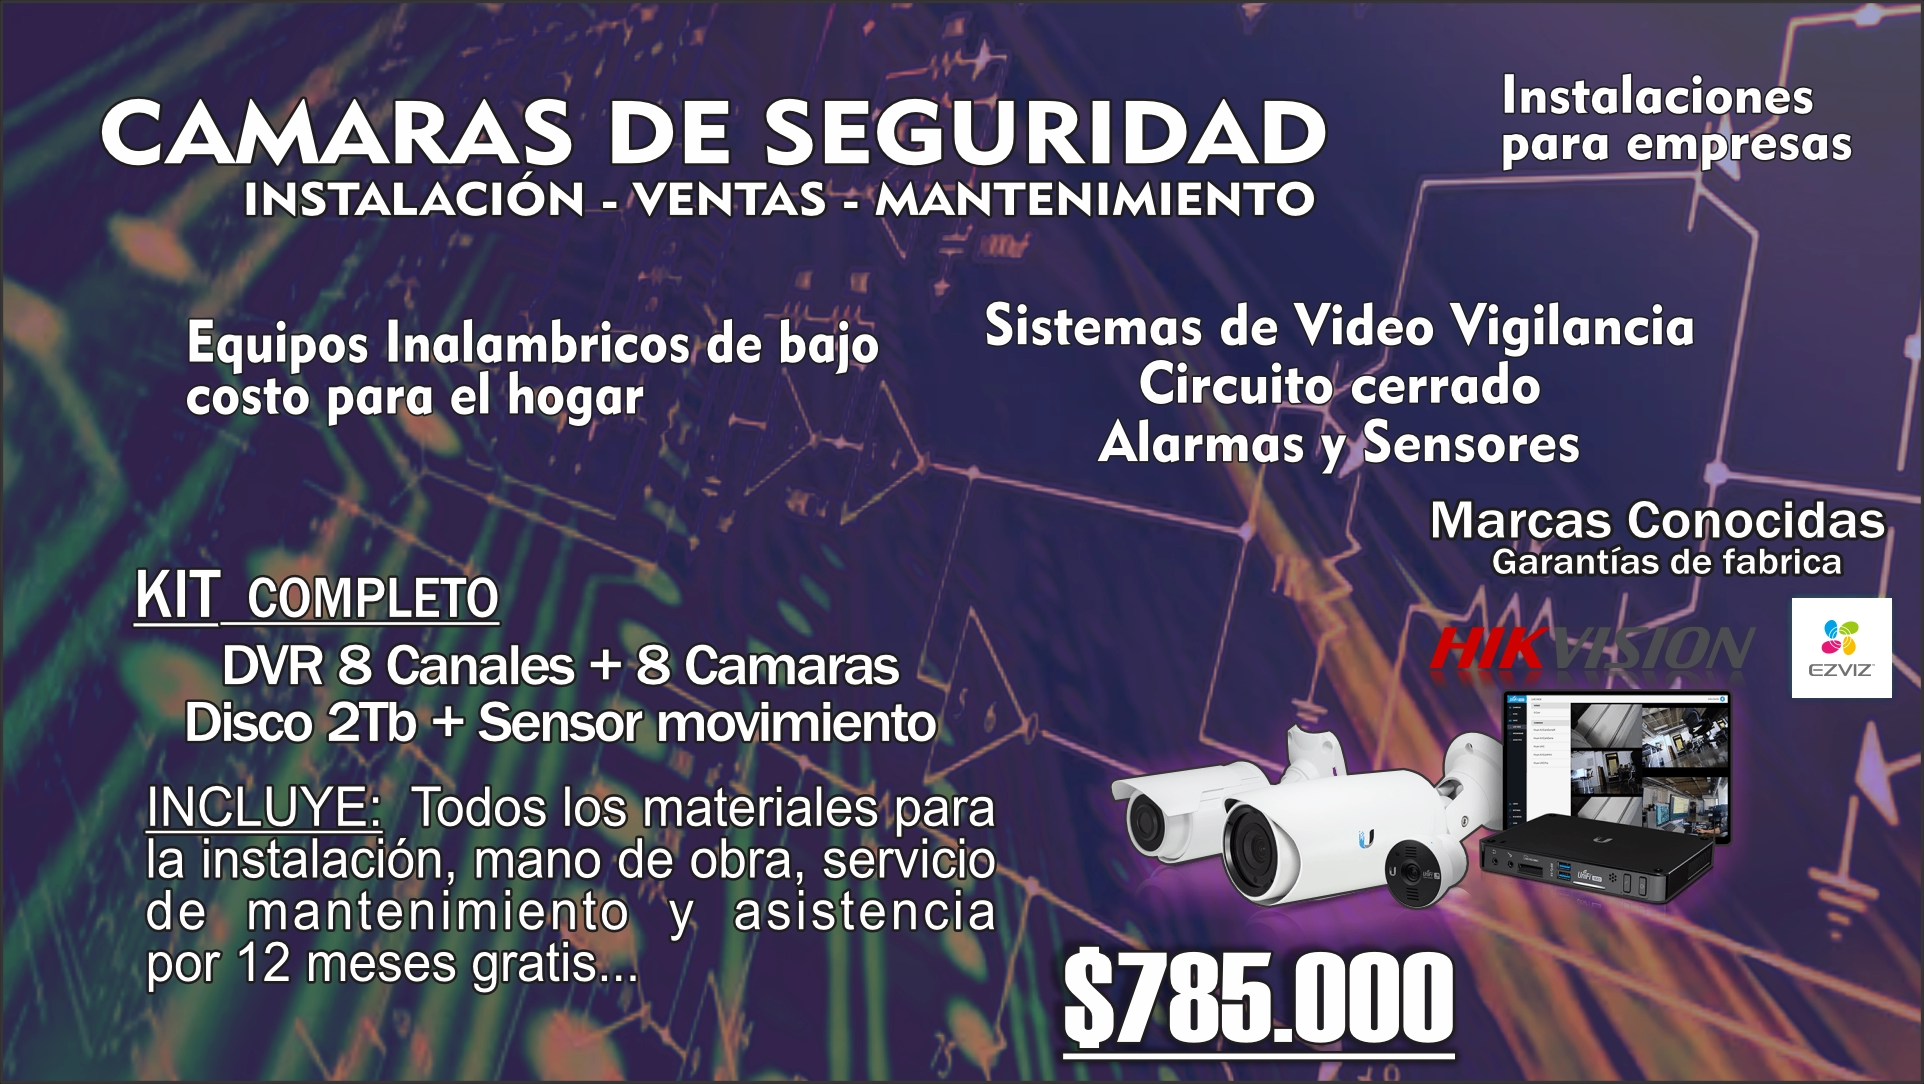 CAMARAS DE SEGURIDAD
INSTALACIÓN - VENTAS - MANTENIMIENTO
Instalaciones
para empresas
Equipos Inalambricos de bajo
costo para el hogar
Sistemas de Video Vigilancia
Circuito cerrado
Alarmas y Sensores
Marcas Conocidas
Garantías de fabrica
HIKVISION
EZVIZ
KIT COMPLETO
DVR 8 Canales + 8 Camaras
Disco 2Tb + Sensor movimiento
INCLUYE: Todos los materiales para
la instalación, mano de obra, servicio
de mantenimiento y asistencia
por 12 meses gratis...
$785.000